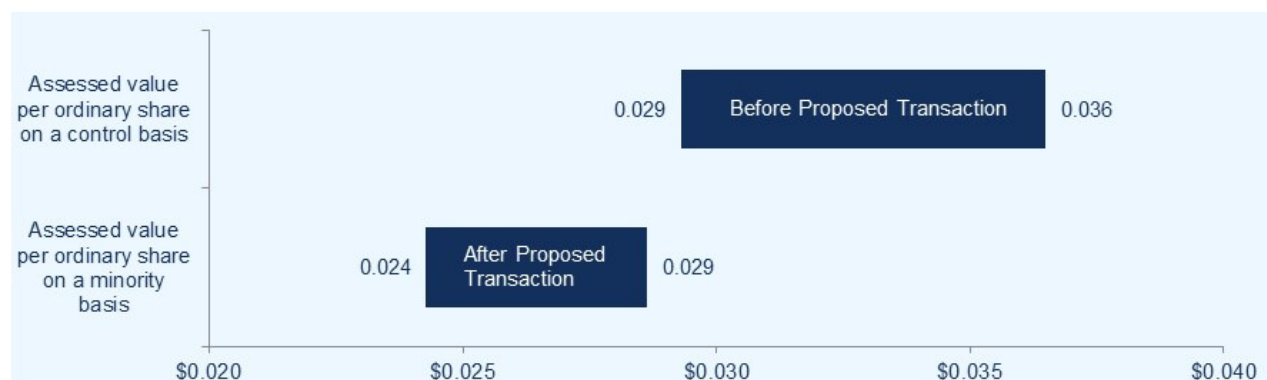 Assessed value
per ordinary share
on a control basis
0.029
Before Proposed Transaction
0.036
Assessed value
per ordinary share
on a minority
basis
0.024
After Proposed
Transaction
0.029
$0.020
$0.025
$0.030
$0.035
$0.040